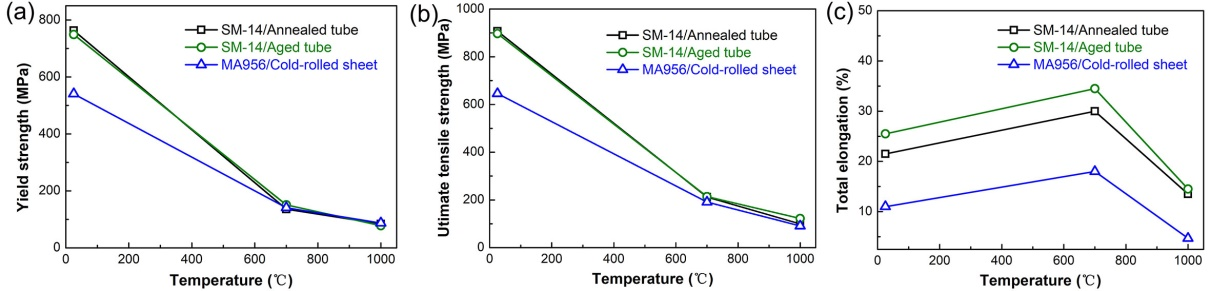 (a)
800
600
400
200
0
0 200 400 600 800 1000
Yield strength (MPa)
Temperature (℃)
SM-14/Annealed tube
SM-14/Aged tube
MA956/Cold-rolled sheet
(b)
1000
800
600
400
200
0
0 200 400 600 800 1000
Utimate tensile strength (MPa)
Temperature (℃)
SM-14/Annealed tube
SM-14/Aged tube
MA956/Cold-rolled sheet
(c)
50
40
30
20
10
0 200 400 600 800 1000
Total elongation (%)
Temperature (℃)
SM-14/Annealed tube
SM-14/Aged tube
MA956/Cold-rolled sheet